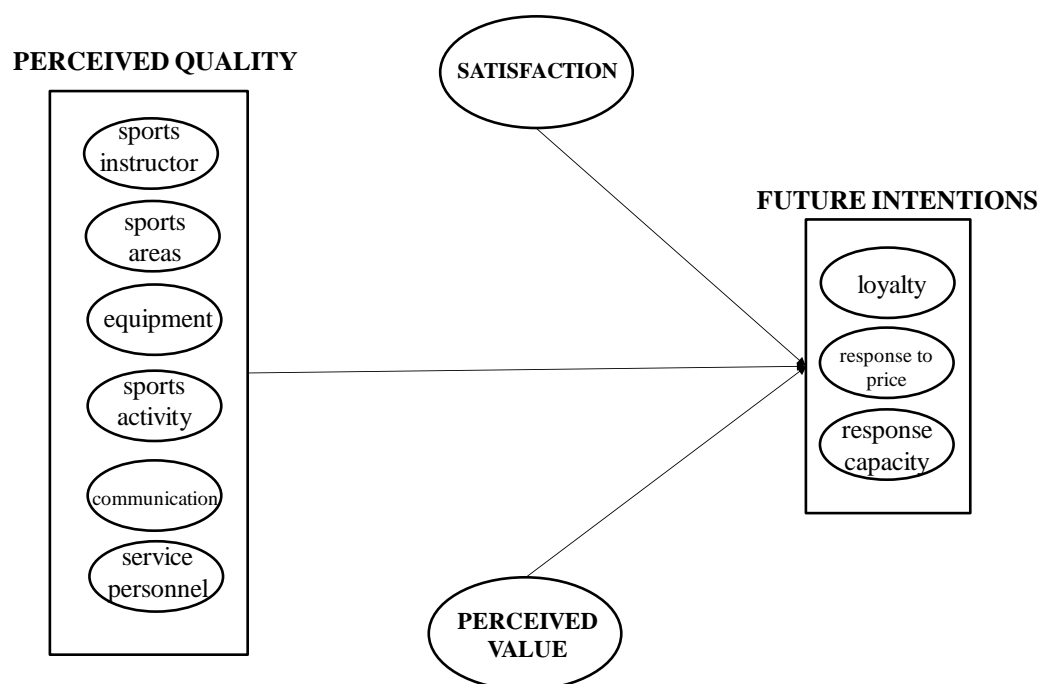 PERCEIVED QUALITY
sports
instructor
sports
areas
equipment
sports
activity
communication
service
personnel
SATISFACTION
PERCEIVED
VALUE
FUTURE INTENTIONS
loyalty
response to
price
response
capacity